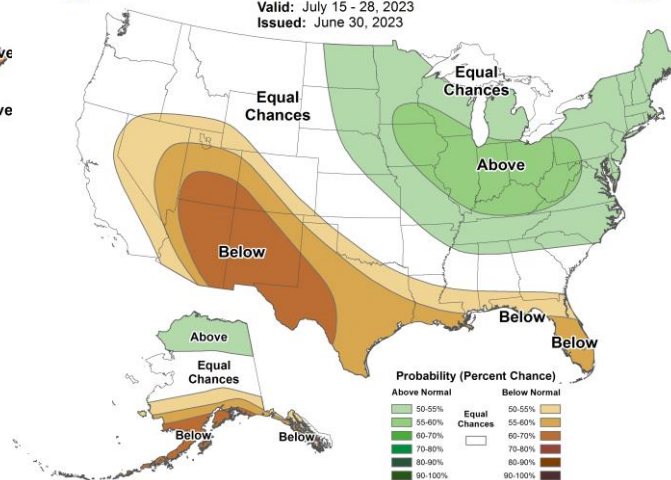 ve
ve
Valid: July 15 - 28, 2023
Issued: June 30, 2023
Equal
Chances
Equal
Chances
Above
Below
Below
Below
Above
Equal
Chances
Below
Below
Probability (Percent Chance)
Above Normal
Below Normal
Equal
Chances
50-55%
55-60%
60-70%
70-80%
80-90%
90-100%
50-55%
55-60%
60-70%
70-80%
80-90%
90-100%